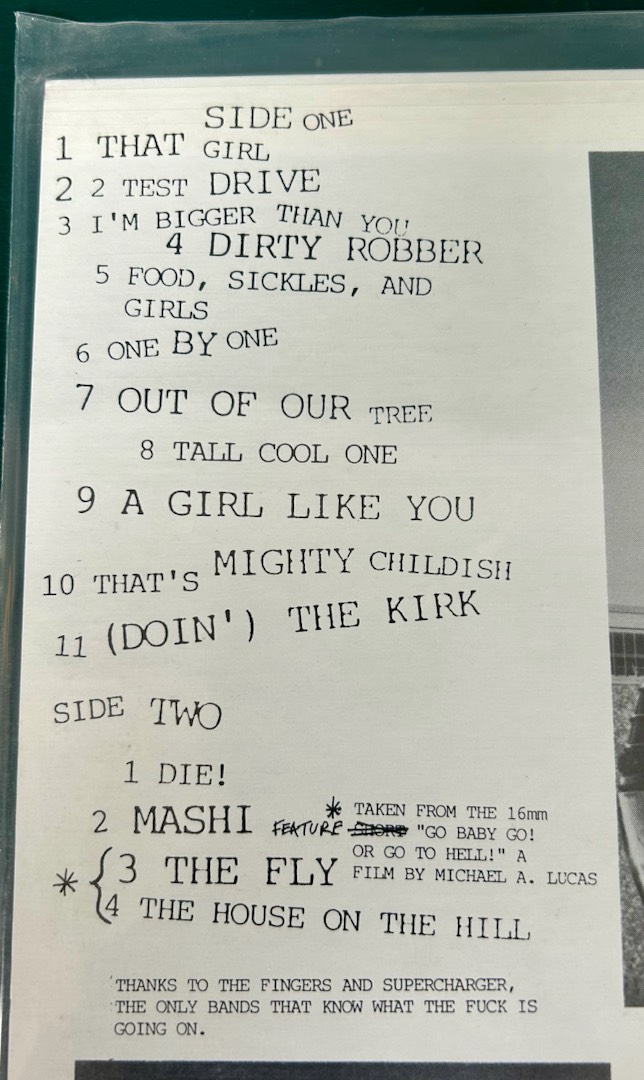 SIDE ONE
1 THAT GIRL
2 2 TEST DRIVE
3 I'M BIGGER THAN YOU
4 DIRTY ROBBER
5 FOOD, SICKLES, AND
GIRLS
6 ONE BY ONE
7 OUT OF OUR TREE
8 TALL COOL ONE
9 A GIRL LIKE YOU
10 THAT'S MIGHTY CHILDISH
11 (DOIN') THE KIRK
SIDE TWO
1 DIE!
2 MASHI
* { 3 THE FLY
4 THE HOUSE ON THE HILL
* TAKEN FROM THE 16mm
FEATURE SHORT "GO BABY GO!
OR GO TO HELL!" A
FILM BY MICHAEL A. LUCAS
THANKS TO THE FINGERS AND SUPERCHARGER,
THE ONLY BANDS THAT KNOW WHAT THE FUCK IS
GOING ON.